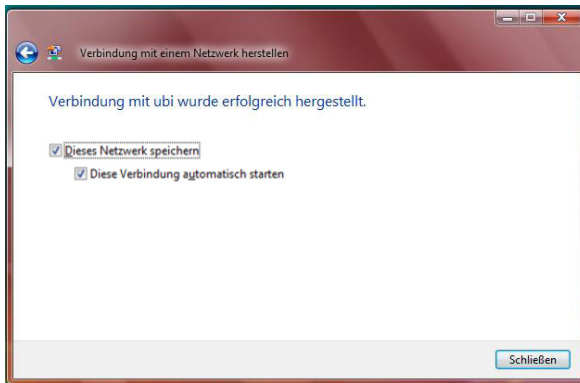 Verbindung mit einem Netzwerk herstellen
Verbindung mit ubi wurde erfolgreich hergestellt.
Dieses Netzwerk speichern
Diese Verbindung automatisch starten
Schließen